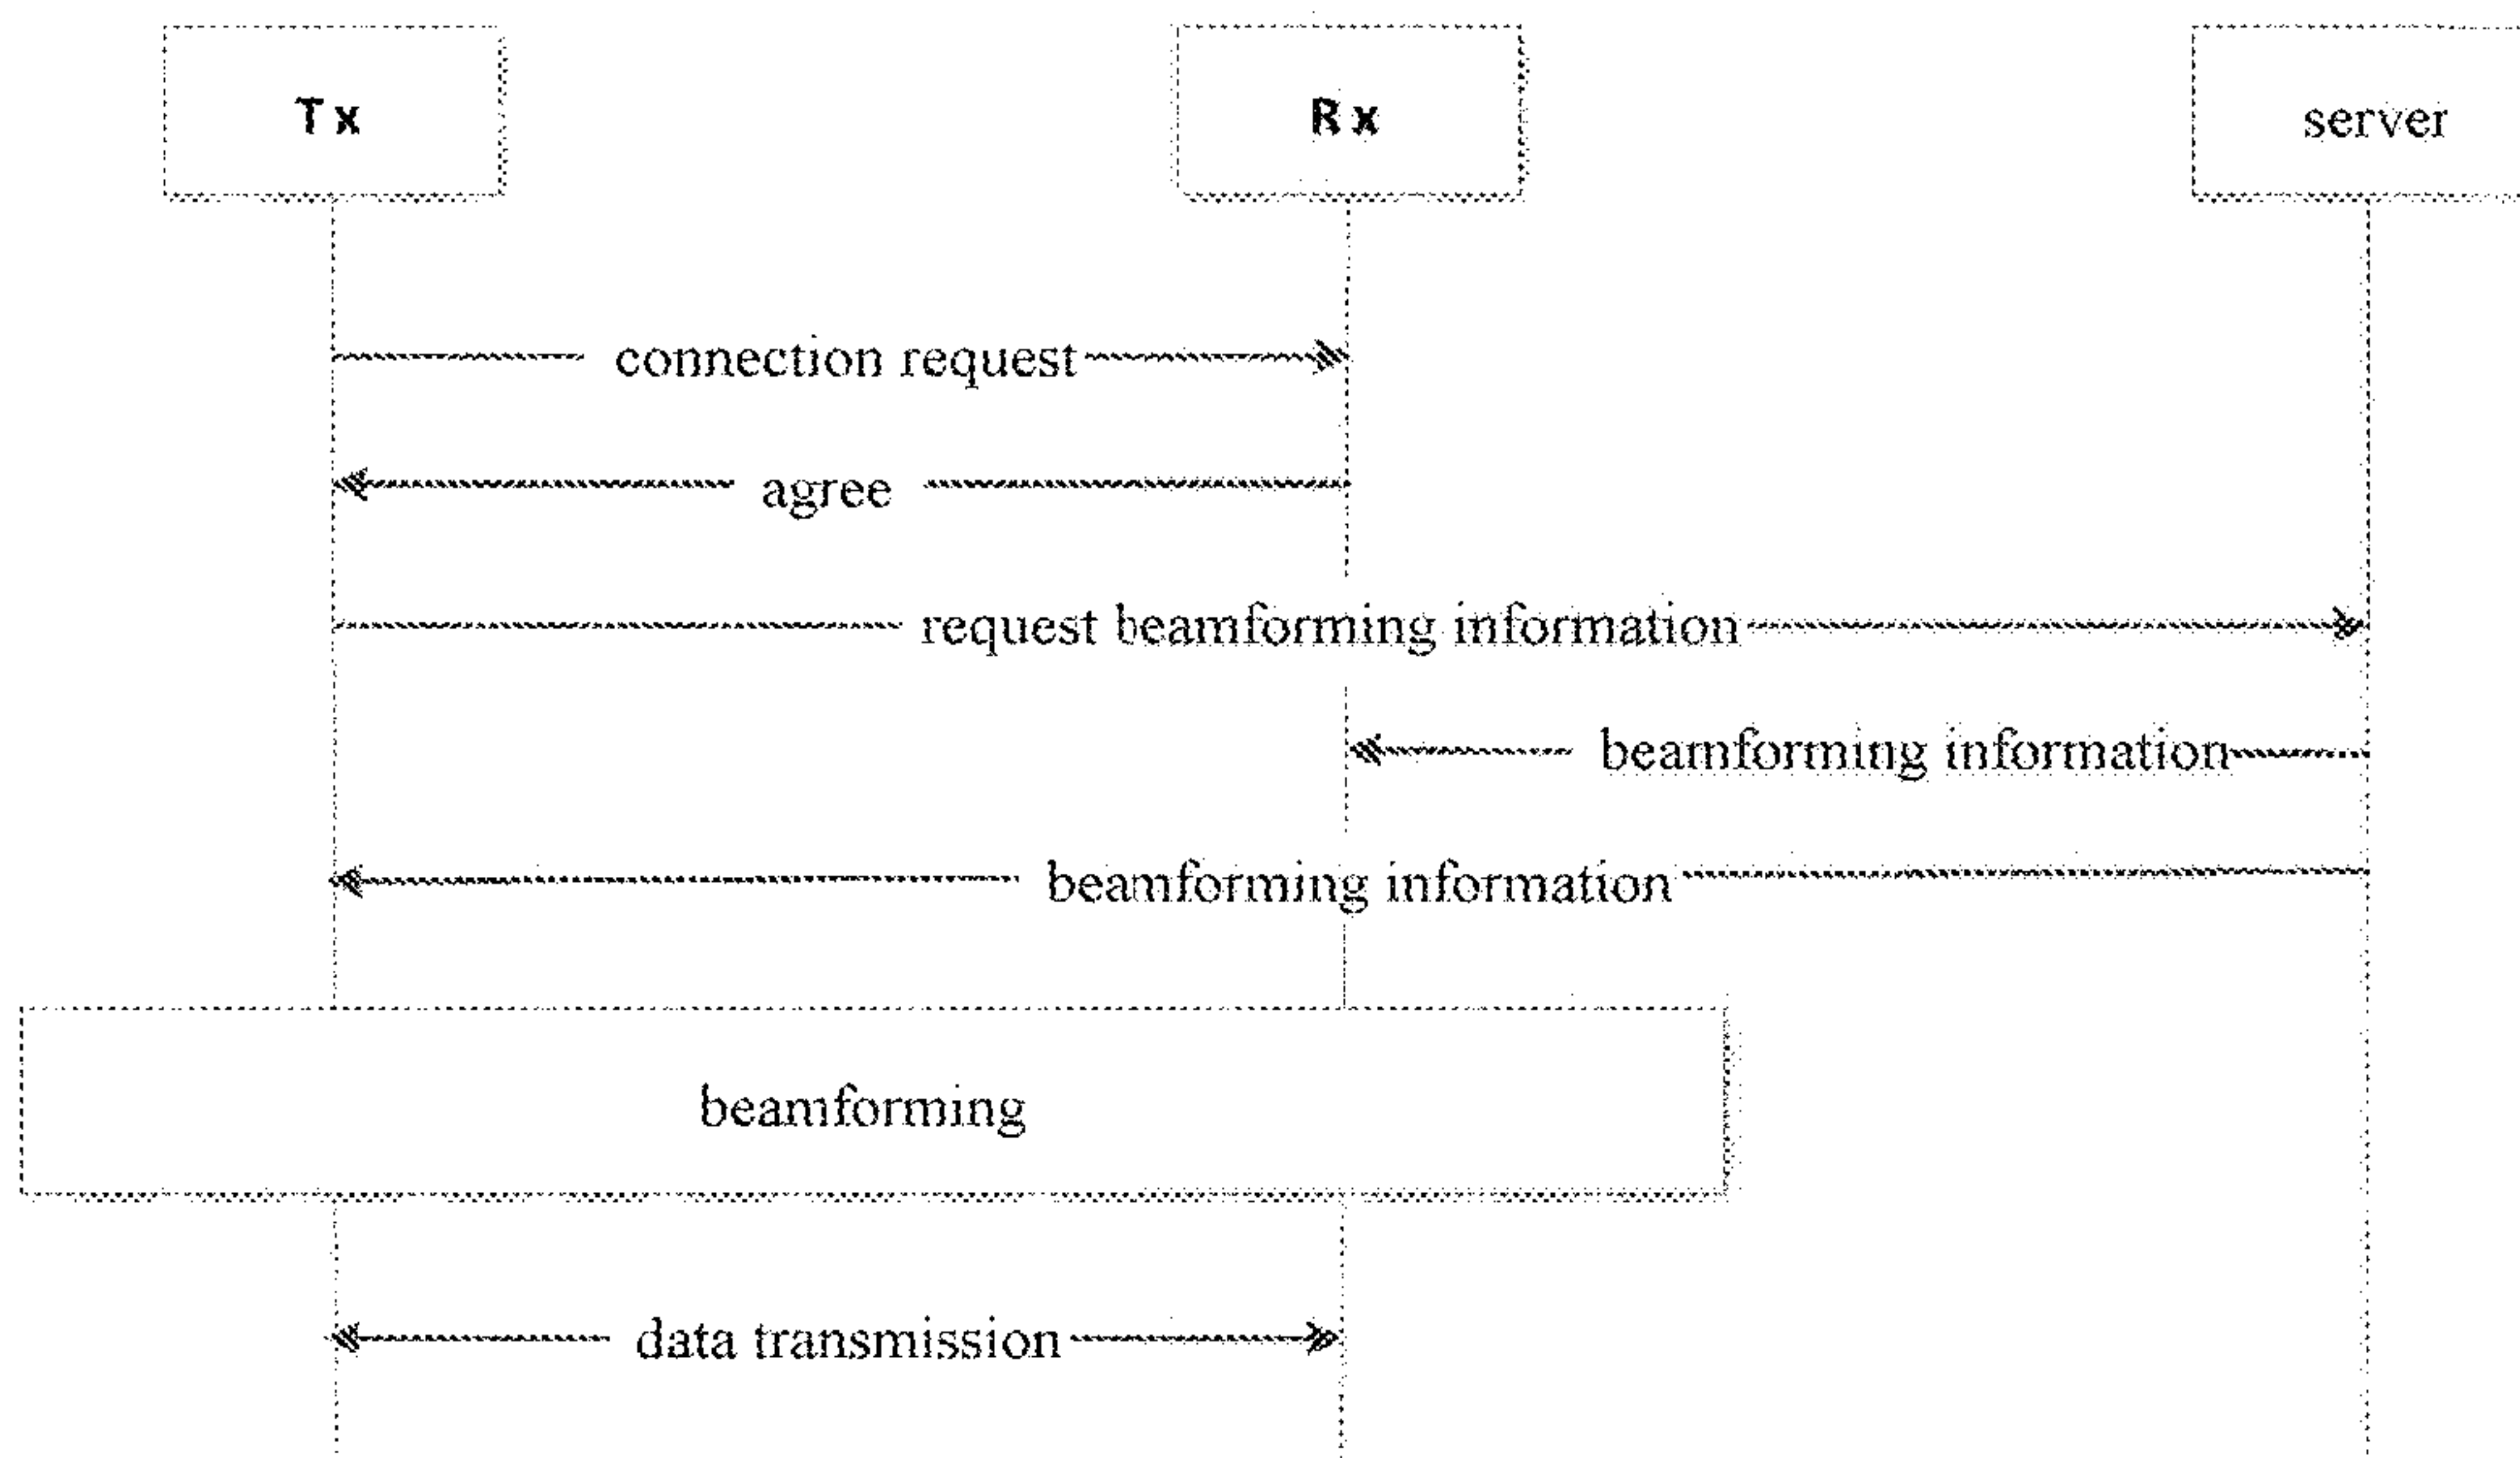 Tx
Rx
server
connection request
agree
request beamforming information
beamforming information
beamforming information
beamforming
data transmission